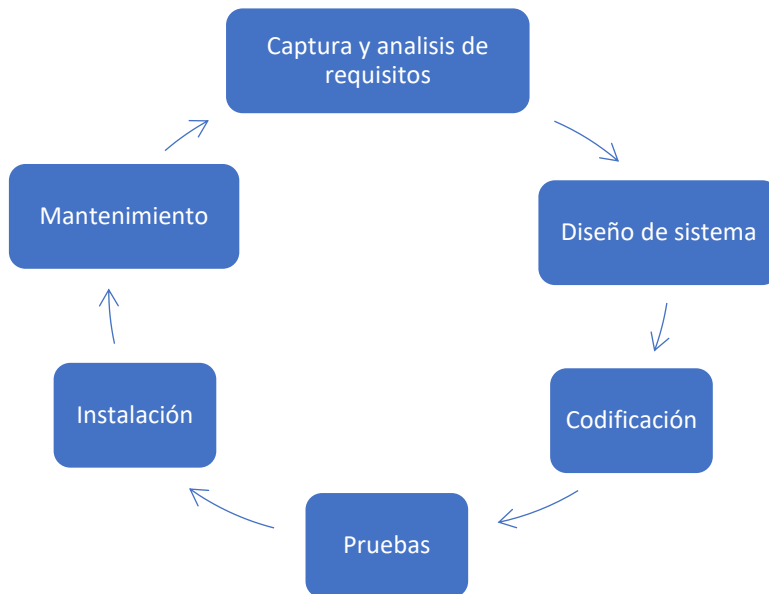 Captura y analisis de
requisitos
Diseño de sistema
Codificación
Pruebas
Instalación
Mantenimiento